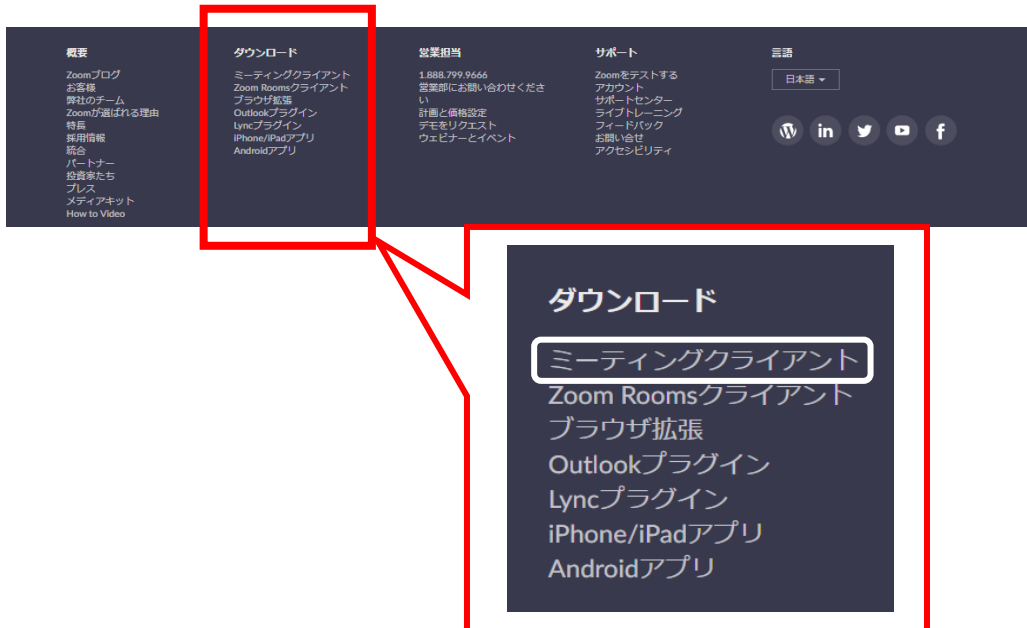 概要
Zoomブログ
お客様
弊社のチーム
Zoomが選ばれる理由
特長
採用情報
統合
パートナー
投資家たち
プレス
メディアキット
How to Video
ダウンロード
ミーティングクライアント
Zoom Roomsクライアント
ブラウザ拡張
Outlookプラグイン
Lyncプラグイン
iPhone/iPadアプリ
Androidアプリ
営業担当
1.888.799.9666
営業部にお問い合わせくださ
い
計画と価格設定
デモをリクエスト
ウェビナーとイベント
サポート
Zoomをテストする
アカウント
サポートセンター
ライブトレーニング
フィードバック
お問い合せ
アクセシビリティ
言語
日本語
ダウンロード
ミーティングクライアント
Zoom Roomsクライアント
ブラウザ拡張
Outlookプラグイン
Lyncプラグイン
iPhone/iPadアプリ
Androidアプリ